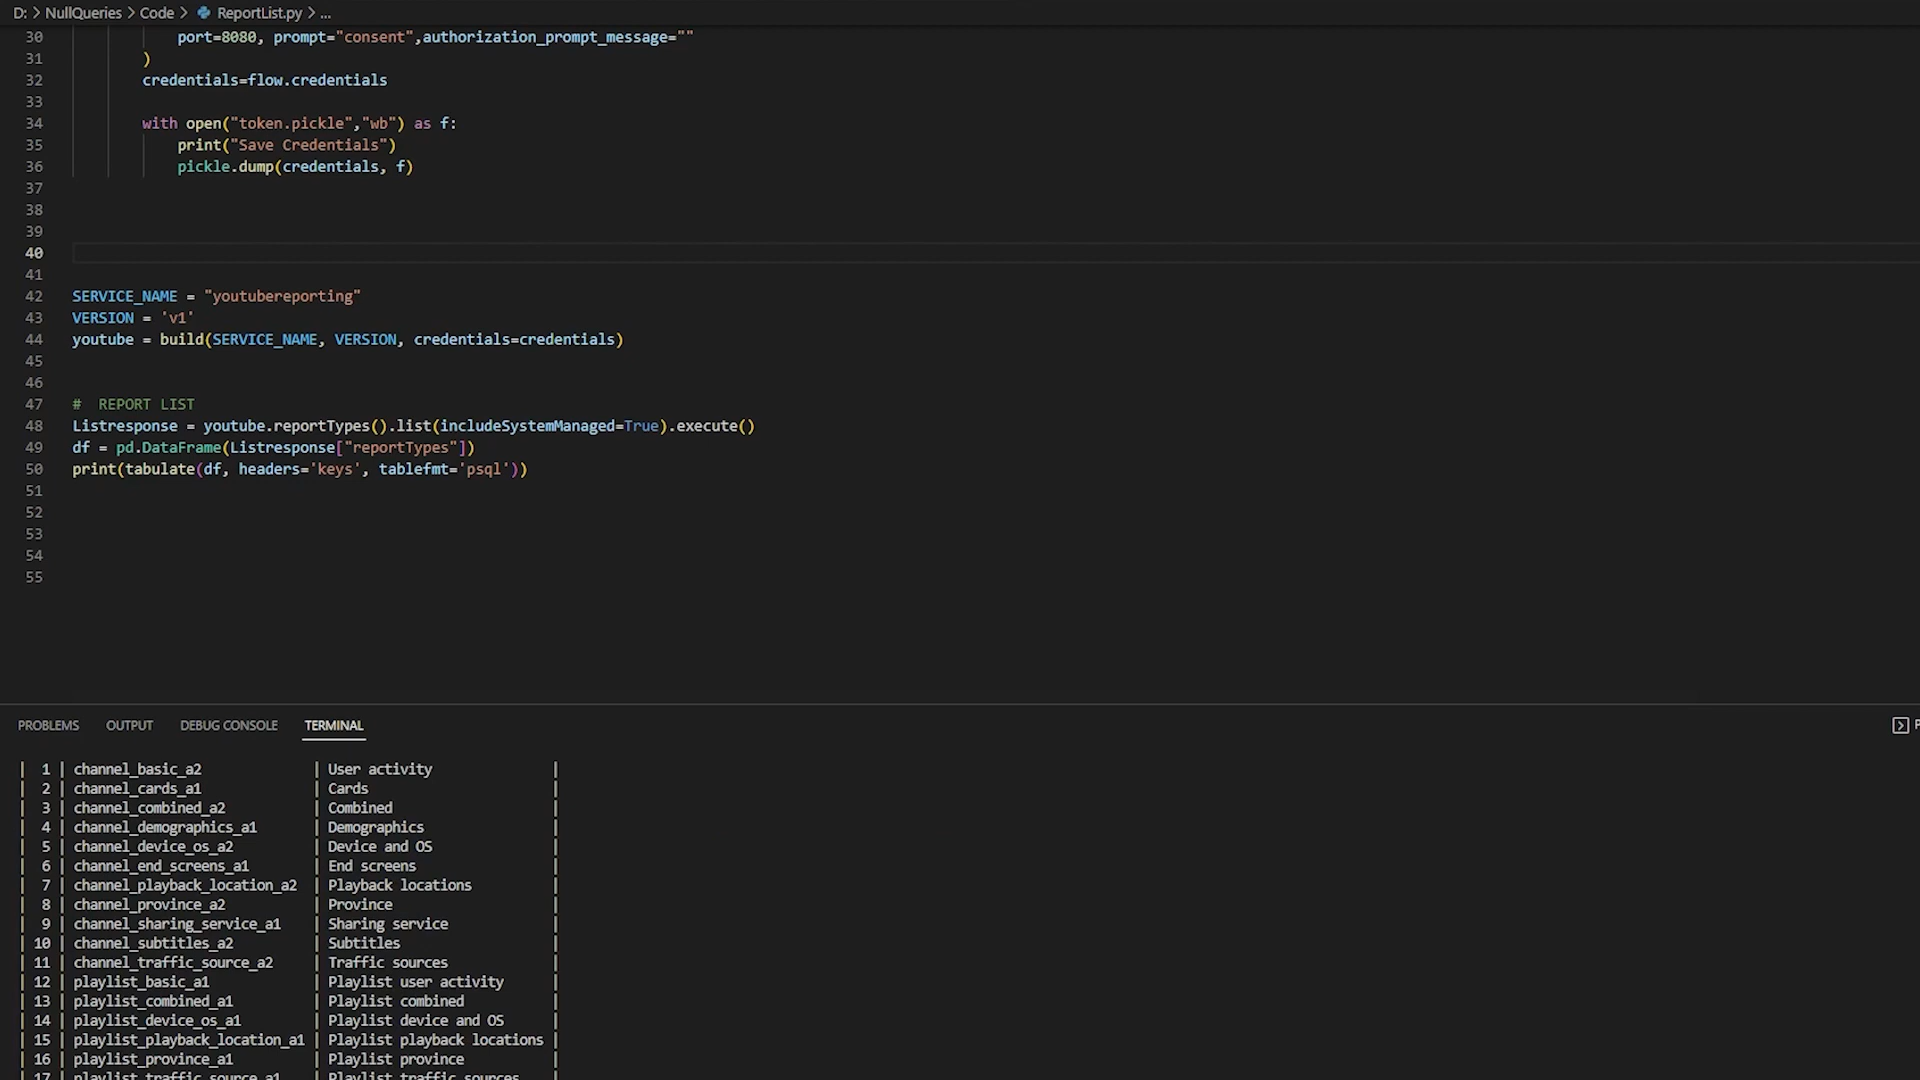 D: > NullQueries > Code > ReportList.py > ...
30 port=8080, prompt="consent",authorization_prompt_message=""
31 )
32 credentials=flow.credentials
33
34 with open("token.pickle","wb") as f:
35 print("Save Credentials")
36 pickle.dump(credentials, f)
37
38
39
40
41
42 SERVICE_NAME = "youtubereporting"
43 VERSION = 'v1'
44 youtube = build(SERVICE_NAME, VERSION, credentials=credentials)
45
46
47 #  REPORT LIST
48 Listresponse = youtube.reportTypes().list(includeSystemManaged=True).execute()
49 df = pd.DataFrame(Listresponse["reportTypes"])
50 print(tabulate(df, headers='keys', tablefmt='psql'))
51
52
53
54
55
PROBLEMS OUTPUT DEBUG CONSOLE TERMINAL
| 1 | channel_basic_a2 | User activity |
| 2 | channel_cards_a1 | Cards |
| 3 | channel_combined_a2 | Combined |
| 4 | channel_demographics_a1 | Demographics |
| 5 | channel_device_os_a2 | Device and OS |
| 6 | channel_end_screens_a1 | End screens |
| 7 | channel_playback_location_a2 | Playback locations |
| 8 | channel_province_a2 | Province |
| 9 | channel_sharing_service_a1 | Sharing service |
| 10 | channel_subtitles_a2 | Subtitles |
| 11 | channel_traffic_source_a2 | Traffic sources |
| 12 | playlist_basic_a1 | Playlist user activity |
| 13 | playlist_combined_a1 | Playlist combined |
| 14 | playlist_device_os_a1 | Playlist device and OS |
| 15 | playlist_playback_location_a1 | Playlist playback locations |
| 16 | playlist_province_a1 | Playlist province |
| 17 | playlist_traffic_source_a1 | Playlist traffic sources |